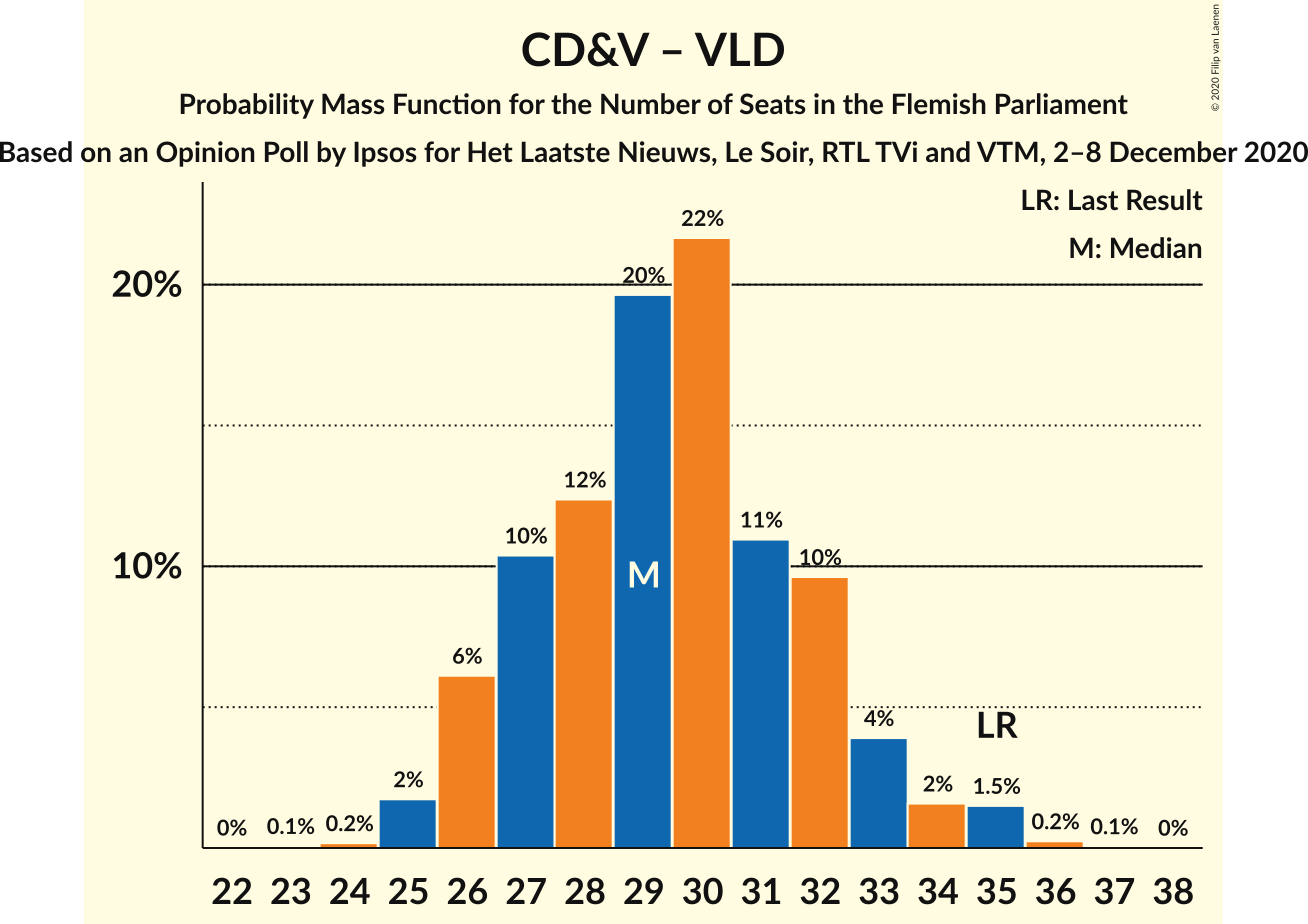 CD&V – VLD
Probability Mass Function for the Number of Seats in the Flemish Parliament
Based on an Opinion Poll by Ipsos for Het Laatste Nieuws, Le Soir, RTL TVi and VTM, 2–8 December 2020
© 2020 Filip van Laenen
LR: Last Result
M: Median
22%
20%
20%
12%
11%
10%
10%
10%
M
6%
4%
LR
2%
2%
1.5%
0%
0.1%
0.2%
0.2%
0.1%
0%
22 23 24 25 26 27 28 29 30 31 32 33 34 35 36 37 38